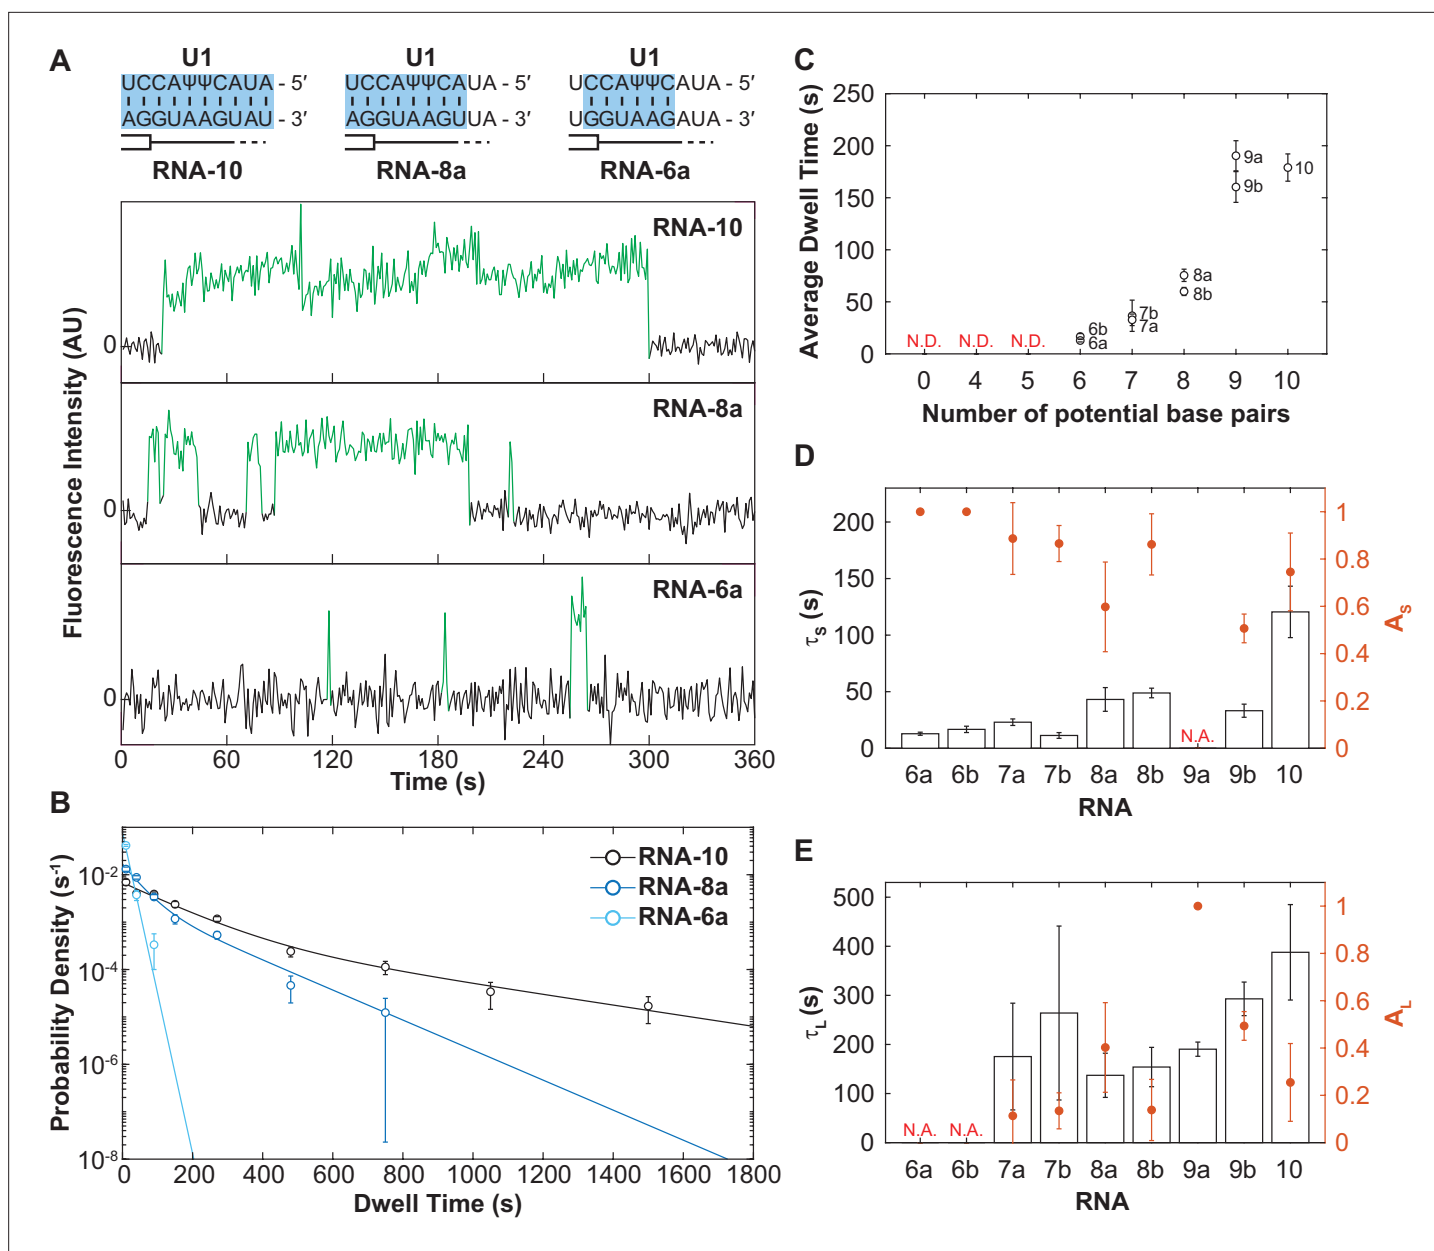 A
U1
UCCAΨΨCAUA - 5′
AGGUAAGUAU - 3′
RNA-10
U1
UCCAΨΨCAUA - 5′
AGGUAAGUUA - 3′
RNA-8a
U1
UCCAΨΨCAUA - 5′
UGGUAAGAUA - 3′
RNA-6a
Fluorescence Intensity (AU)
RNA-10
0
RNA-8a
0
RNA-6a
0
0 60 120 180 240 300 360
Time (s)
B
Probability Density (s-1)
10-2
10-4
10-6
10-8
RNA-10
RNA-8a
RNA-6a
0 200 400 600 800 1000 1200 1400 1600 1800
Dwell Time (s)
C
Average Dwell Time (s)
250
200
150
100
50
0
N.D. N.D. N.D.
6b
6a
7b
7a
8a
8b
9a
9b
10
0 4 5 6 7 8 9 10
Number of potential base pairs
D
τS (s)
200
150
100
50
0
N.A.
1
0.8
0.6
0.4
0.2
0
AS
6a 6b 7a 7b 8a 8b 9a 9b 10
RNA
E
τL (s)
500
400
300
200
100
0
N.A. N.A.
1
0.8
0.6
0.4
0.2
0
AL
6a 6b 7a 7b 8a 8b 9a 9b 10
RNA